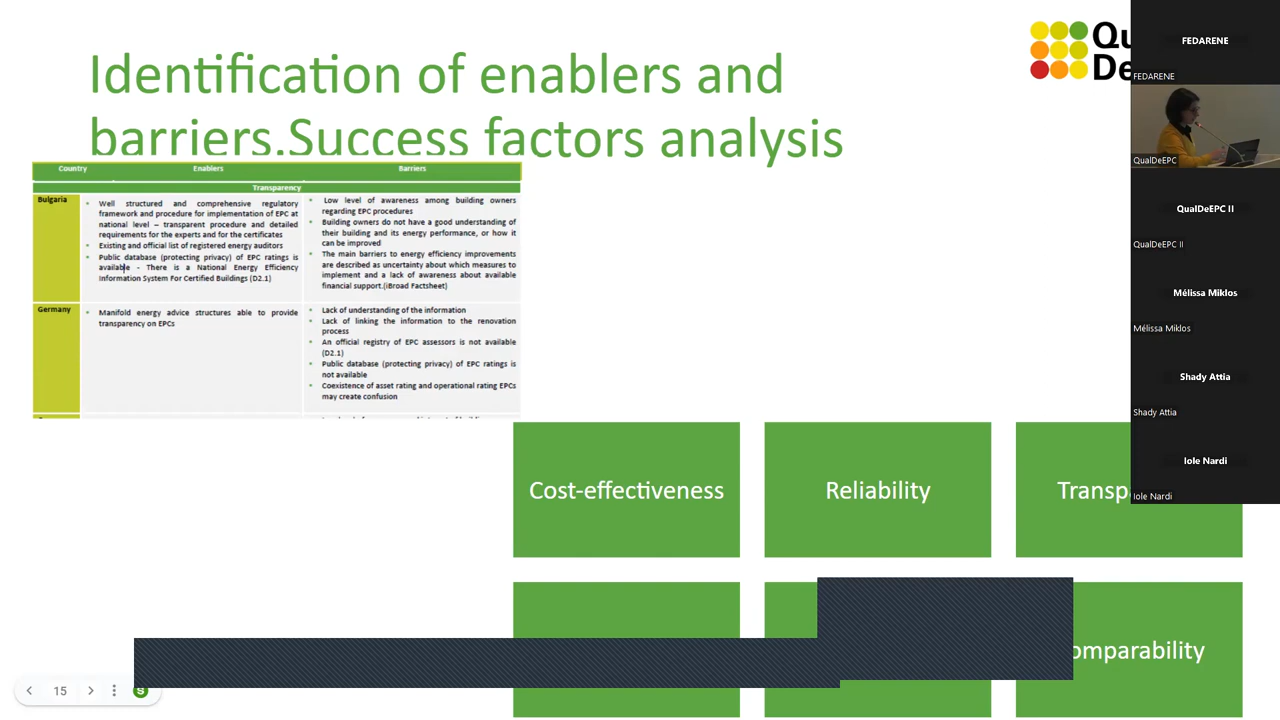 Identification of enablers and
barriers.Success factors analysis
Qu
De
Country Enablers Barriers
Transparency
Bulgaria
Well structured and comprehensive regulatory
framework and procedure for implementation of EPC at
national level – transparent procedure and detailed
requirements for the experts and for the certificates
Existing and official list of registered energy auditors
Public database (protecting privacy) of EPC ratings is
available - There is a National Energy Efficiency
Information System For Certified Buildings (D2.1)
Low level of awareness among building owners
regarding EPC procedures
Building owners do not have a good understanding of
their building and its energy performance, or how it
can be improved
The main barriers to energy efficiency improvements
are described as uncertainty about which measures to
implement and a lack of awareness about available
financial support.(iBroad Factsheet)
Germany
Manifold energy advice structures able to provide
transparency on EPCs
Lack of understanding of the information
Lack of linking the information to the renovation
process
An official registry of EPC assessors is not available
(D2.1)
Public database (protecting privacy) of EPC ratings is
not available
Coexistence of asset rating and operational rating EPCs
may create confusion
Cost-effectiveness
Reliability
Transp
omparability
15
S
FEDARENE
FEDARENE
QualDeEPC
QualDeEPC II
QualDeEPC II
Mélissa Miklos
Mélissa Miklos
Shady Attia
Shady Attia
Iole Nardi
Iole Nardi